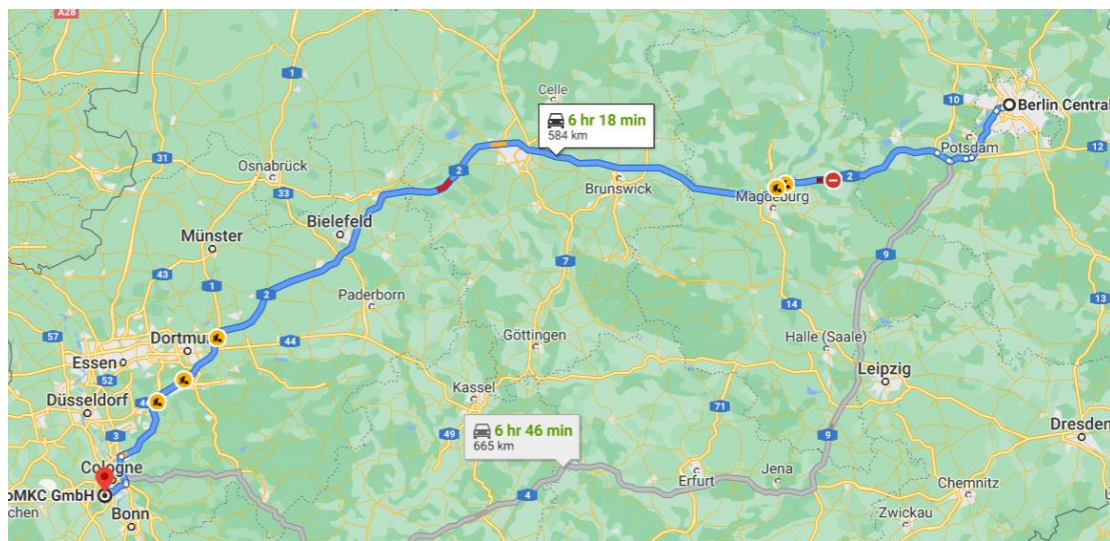 A28
Celle
Berlin Central
6 hr 18 min
584 km
1
10
Potsdam
31
Osnabrück
12
33
2
2
Brunswick
Magdeburg
Bielefeld
Münster
7
9
43
1
2
Paderborn
13
14
57
Dortmu
44
Göttingen
Halle (Saale)
Essen
52
Leipzig
Kassel
Düsseldorf
71
6 hr 46 min
665 km
49
Dresden
3
9
Cologne
Jena
Erfurt
Chemnitz
oMKC GmbH
4
chen
Bonn
Zwickau